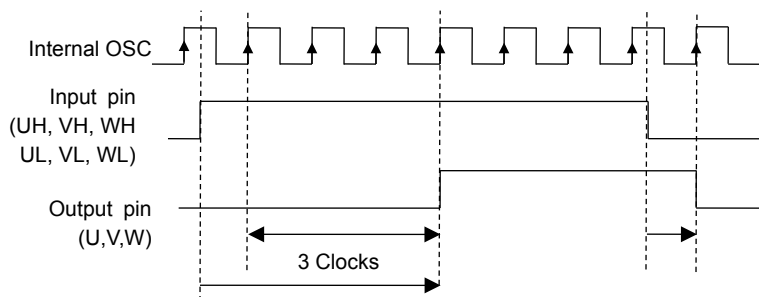 Internal OSC
Input pin
(UH, VH, WH
UL, VL, WL)
Output pin
(U,V,W)
3 Clocks